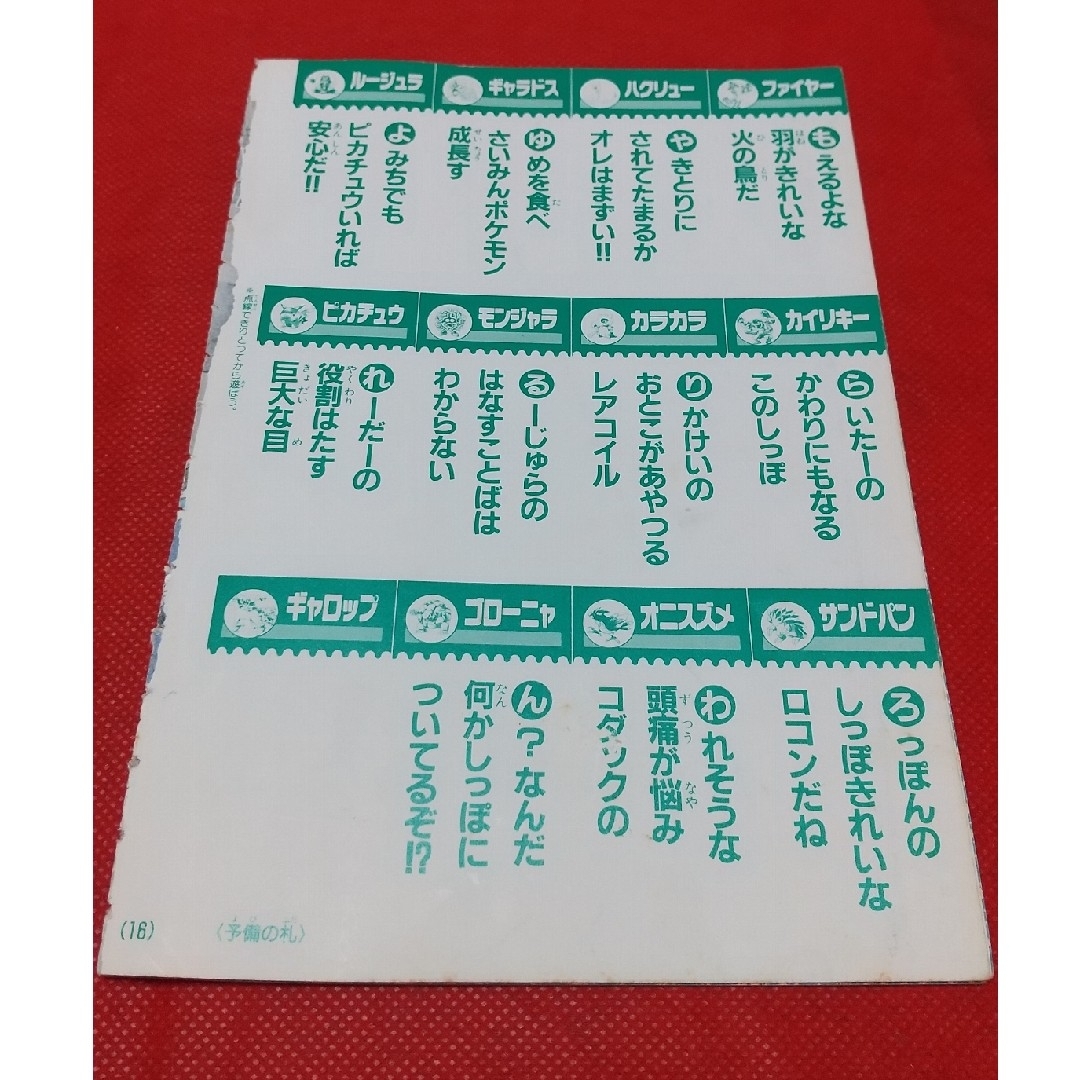 ファイヤー
もえるよな
羽がきれいな
火の鳥だ
ハクリュー
やきとりに
されてたまるか
オレはまずい!!
ギャラドス
ゆめを食べ
さいみんポケモン
成長す
ルージュラ
よみちでも
ピカチュウいれば
安心だ!!
カイリキー
らいたーの
かわりにもなる
このしっぽ
カラカラ
りかけいの
おとこがあやつる
レアコイル
モンジャラ
るーじゅらの
はなすことばは
わからない
ピカチュウ
れーだーの
役割はたす
巨大な目
サンドパン
ろっぽんの
しっぽきれいな
ロコンだね
オニスズメ
われそうな
頭痛が悩み
コダックの
ゴローニャ
ん?なんだ
何かしっぽに
ついてるぞ!?
ギャロップ
〈予備の札〉
(16)